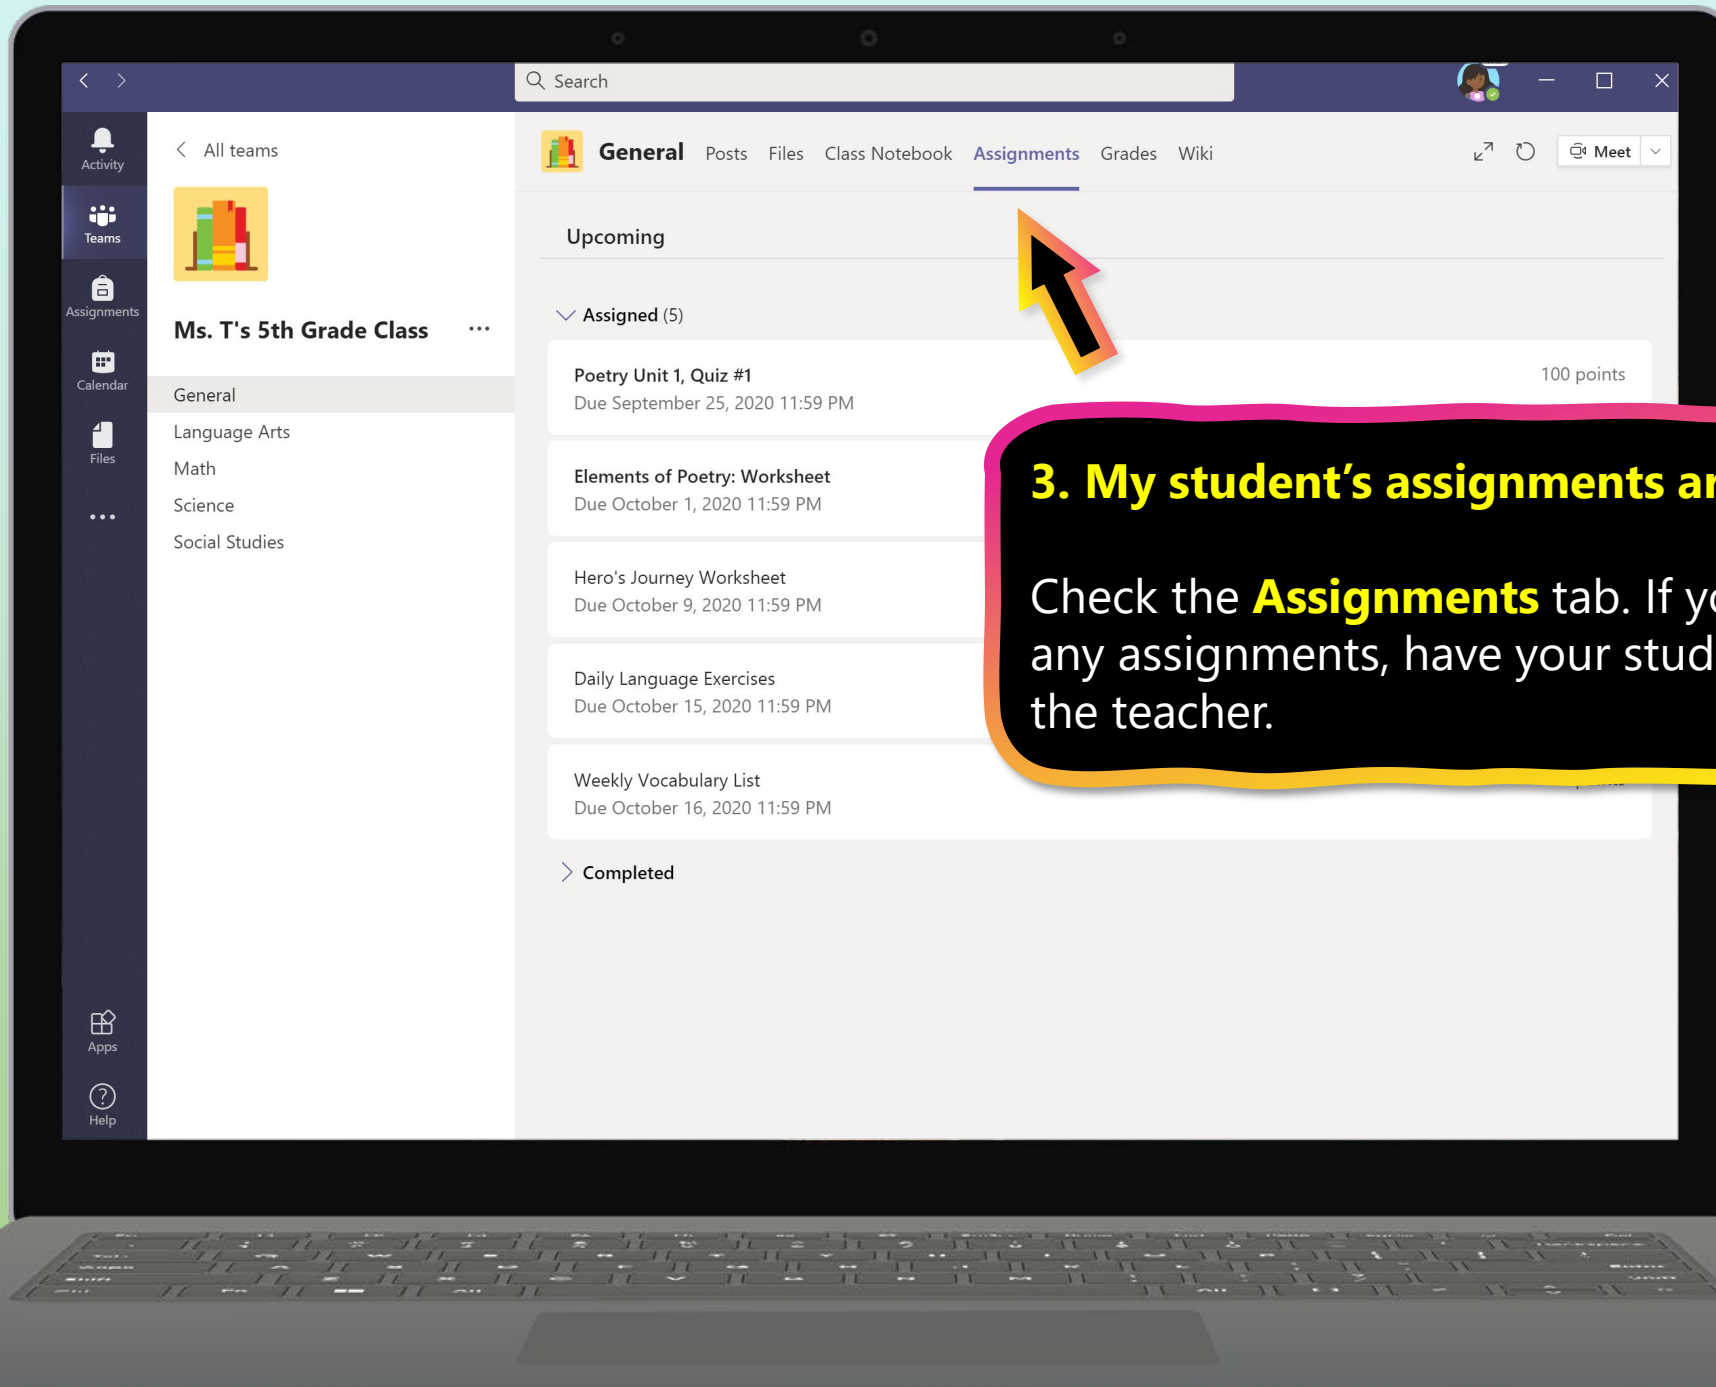 Search
Activity
Teams
Assignments
Calendar
Files
Apps
Help
All teams
Ms. T's 5th Grade Class
General
Language Arts
Math
Science
Social Studies
General Posts Files Class Notebook Assignments Grades Wiki
Meet
Upcoming
Assigned (5)
Poetry Unit 1, Quiz #1
100 points
Due September 25, 2020 11:59 PM
Elements of Poetry: Worksheet
Due October 1, 2020 11:59 PM
Hero's Journey Worksheet
Due October 9, 2020 11:59 PM
Daily Language Exercises
Due October 15, 2020 11:59 PM
Weekly Vocabulary List
Due October 16, 2020 11:59 PM
Completed
3. My student’s assignments
Check the Assignments tab. If
any assignments, have your
the teacher.